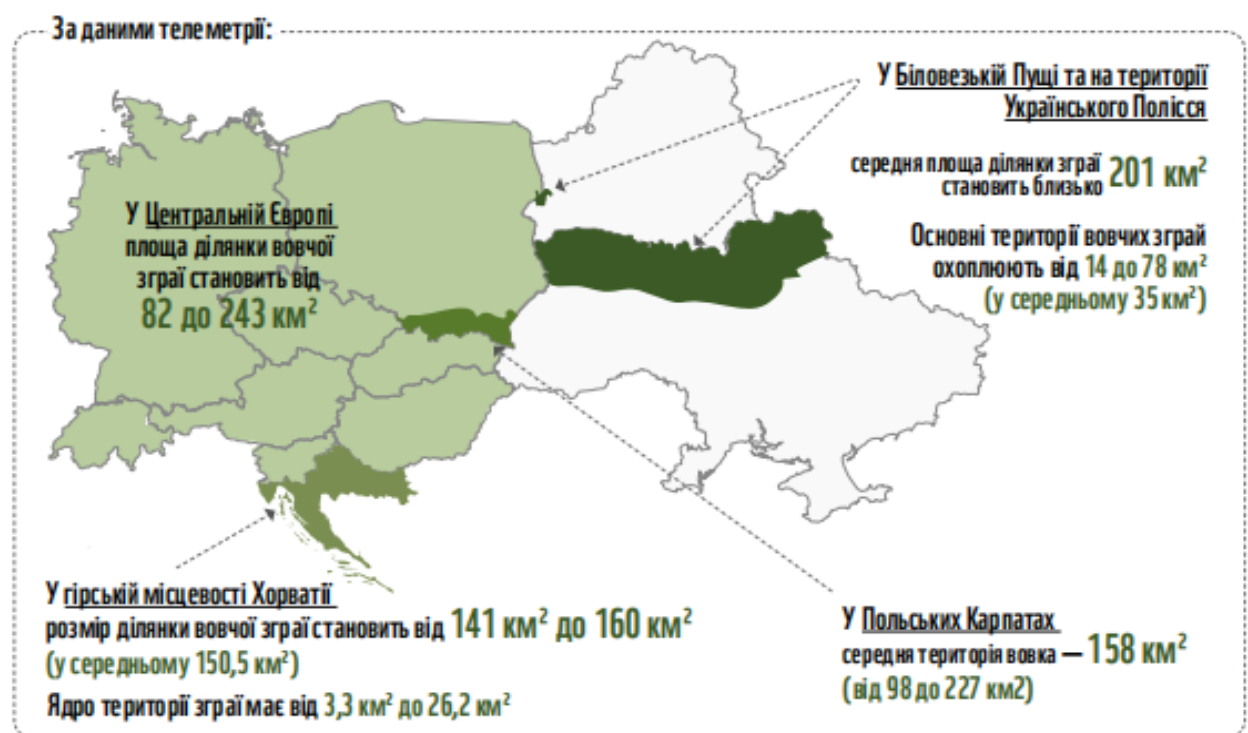 За даними телеметрії:
У Біловезькій Пущі та на території
Українського Полісся
середня площа ділянки зграї
становить близько 201 км²
Основні території вовчих зграй
охоплюють від 14 до 78 км²
(у середньому 35 км²)
У Центральній Європі
площа ділянки вовчої
зграї становить від
82 до 243 км²
У гірській місцевості Хорватії
розмір ділянки вовчої зграї становить від 141 км² до 160 км²
(у середньому 150,5 км²)
Ядро території зграї має від 3,3 км² до 26,2 км²
У Польських Карпатах
середня територія вовка — 158 км²
(від 98 до 227 км2)